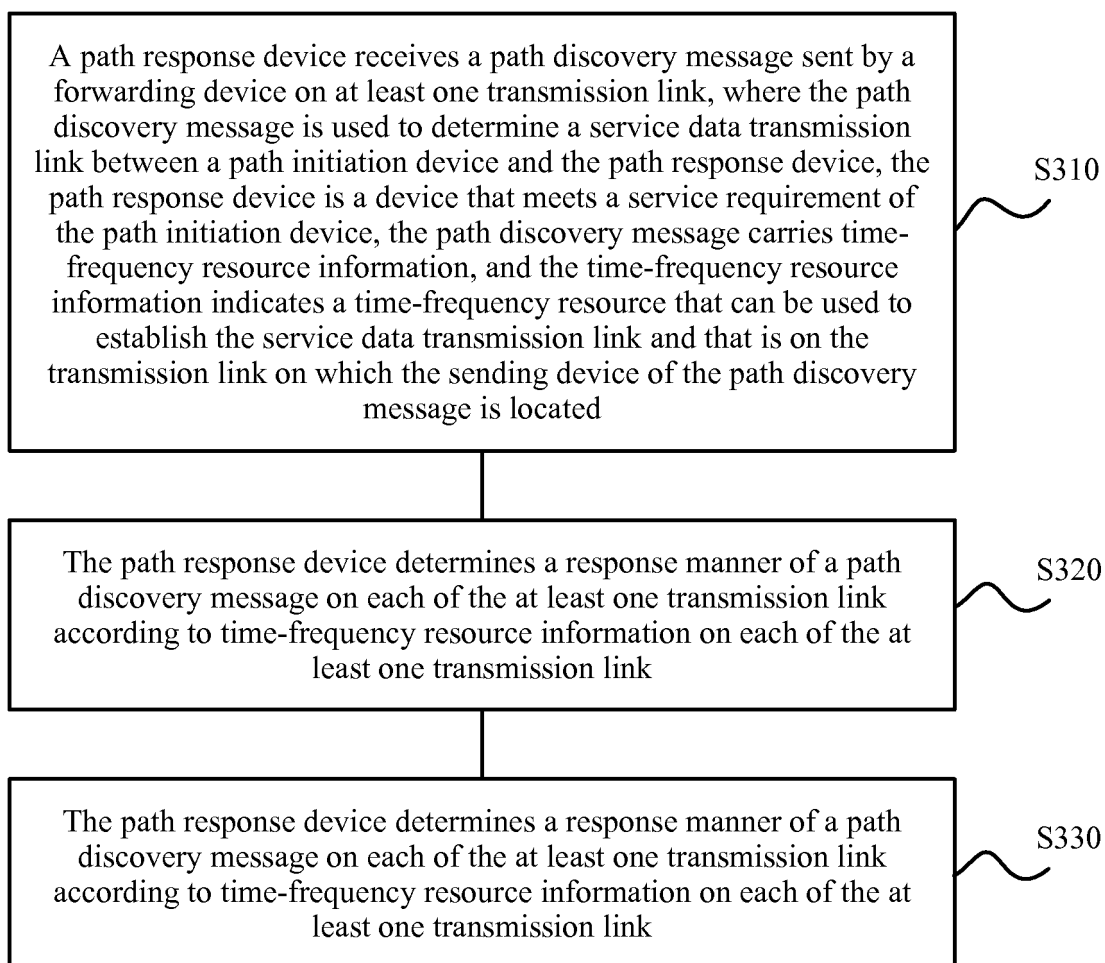 A path response device receives a path discovery message sent by a
forwarding device on at least one transmission link, where the path
discovery message is used to determine a service data transmission
link between a path initiation device and the path response device, the
path response device is a device that meets a service requirement of
the path initiation device, the path discovery message carries time-
frequency resource information, and the time-frequency resource
information indicates a time-frequency resource that can be used to
establish the service data transmission link and that is on the
transmission link on which the sending device of the path discovery
message is located
S310
The path response device determines a response manner of a path
discovery message on each of the at least one transmission link
according to time-frequency resource information on each of the at
least one transmission link
S320
The path response device determines a response manner of a path
discovery message on each of the at least one transmission link
according to time-frequency resource information on each of the at
least one transmission link
S330